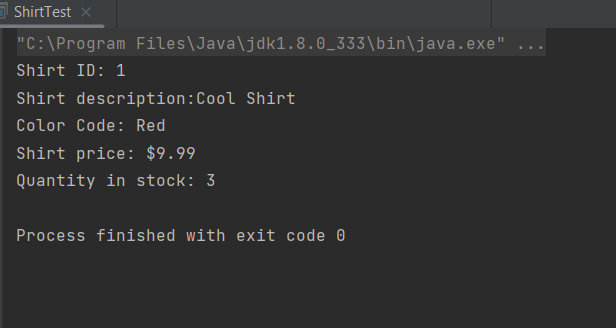 ShirtTest
"C:\Program Files\Java\jdk1.8.0_333\bin\java.exe" ...
Shirt ID: 1
Shirt description:Cool Shirt
Color Code: Red
Shirt price: $9.99
Quantity in stock: 3
Process finished with exit code 0